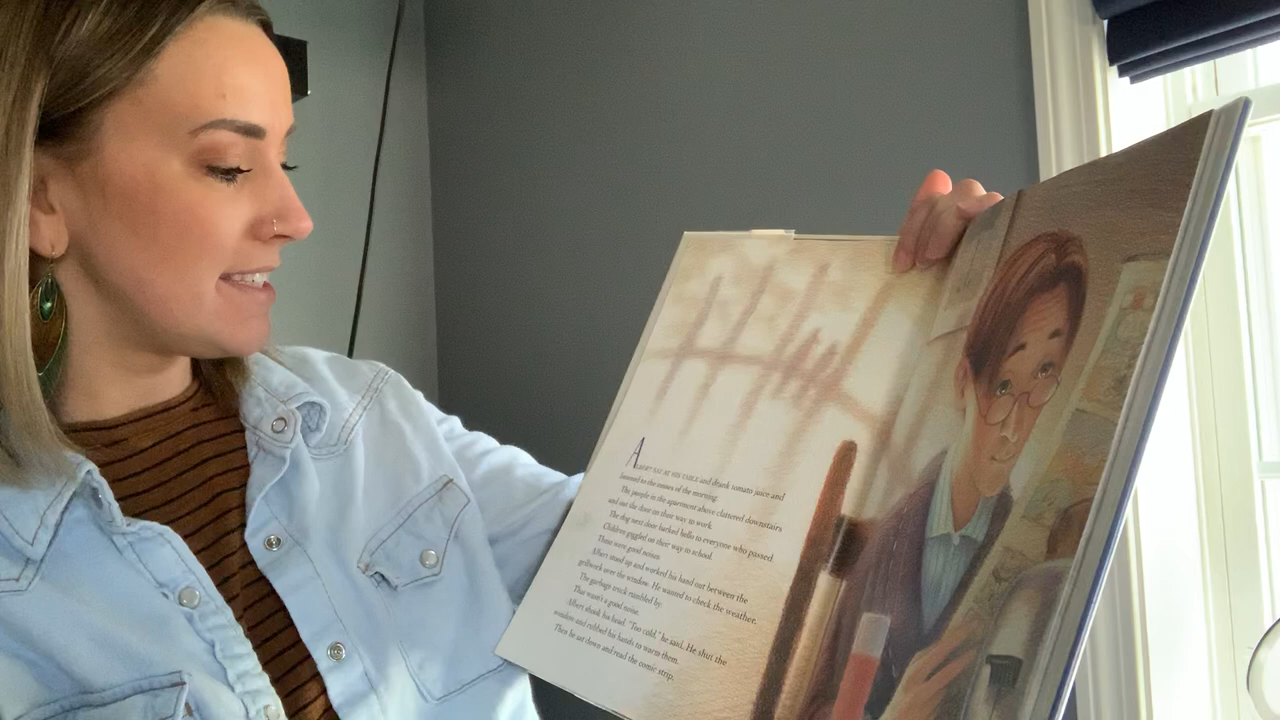 ALBERT SAT AT HIS TABLE and drank tomato juice and
listened to the noises of the morning.
The people in the apartment above clattered downstairs
and out the door on their way to work.
The dog next door barked hello to everyone who passed.
Children giggled on their way to school.
These were good noises.
Albert stood up and worked his hand out between the
grillwork over the window. He wanted to check the weather.
The garbage truck rumbled by.
That wasn't a good noise.
Albert shook his head. "Too cold," he said. He shut the
window and rubbed his hands to warm them.
Then he sat down and read the comic strip.